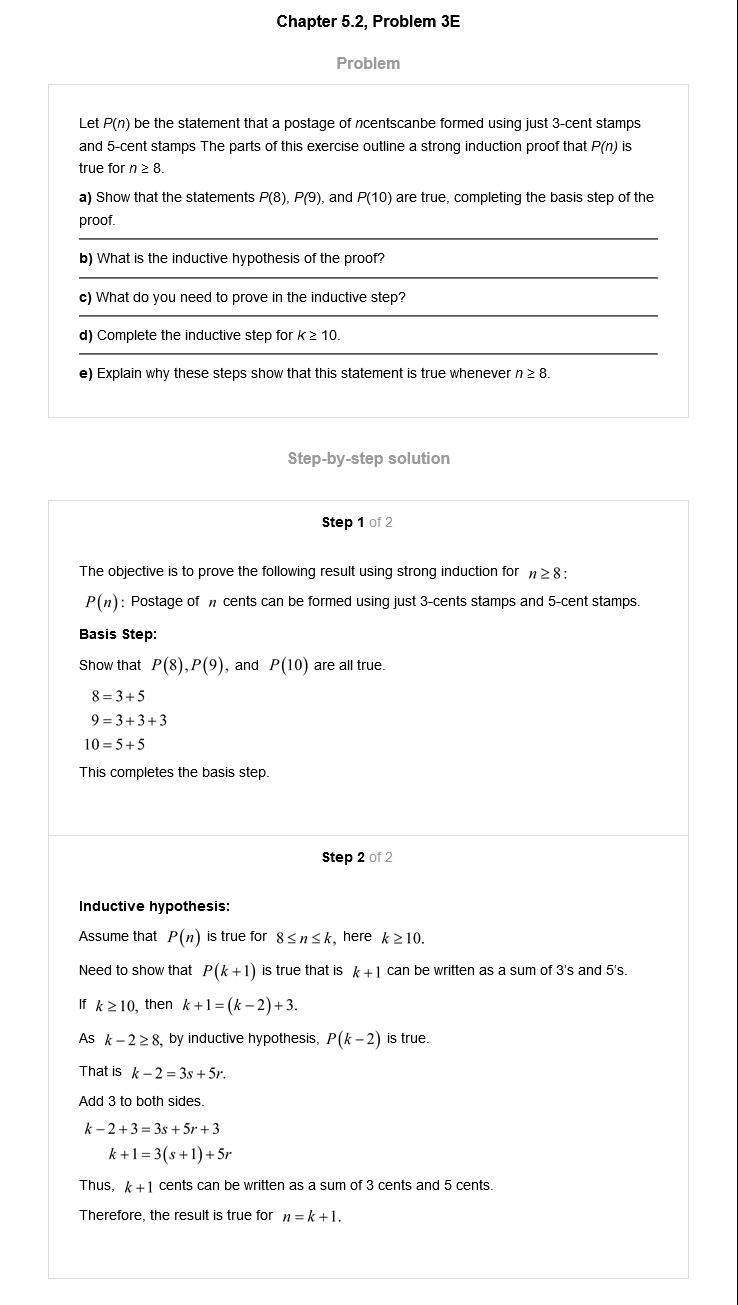 Chapter 5.2, Problem 3E
Problem
Let P(n) be the statement that a postage of ncentscanbe formed using just 3-cent stamps
and 5-cent stamps The parts of this exercise outline a strong induction proof that P(n) is
true for n ≥ 8.
a) Show that the statements P(8), P(9), and P(10) are true, completing the basis step of the
proof.
b) What is the inductive hypothesis of the proof?
c) What do you need to prove in the inductive step?
d) Complete the inductive step for k ≥ 10.
e) Explain why these steps show that this statement is true whenever n ≥ 8.
Step-by-step solution
Step 1 of 2
The objective is to prove the following result using strong induction for n ≥ 8 :
P(n) : Postage of n cents can be formed using just 3-cents stamps and 5-cent stamps.
Basis Step:
Show that P(8), P(9), and P(10) are all true.
8 = 3 + 5
9 = 3 + 3 + 3
10 = 5 + 5
This completes the basis step.
Step 2 of 2
Inductive hypothesis:
Assume that P(n) is true for 8 ≤ n ≤ k, here k ≥ 10.
Need to show that P(k + 1) is true that is k + 1 can be written as a sum of 3's and 5's.
If k ≥ 10, then k + 1 = (k − 2) + 3.
As k − 2 ≥ 8, by inductive hypothesis, P(k − 2) is true.
That is k − 2 = 3s + 5r.
Add 3 to both sides.
k − 2 + 3 = 3s + 5r + 3
k + 1 = 3(s + 1) + 5r
Thus, k + 1 cents can be written as a sum of 3 cents and 5 cents.
Therefore, the result is true for n = k + 1.